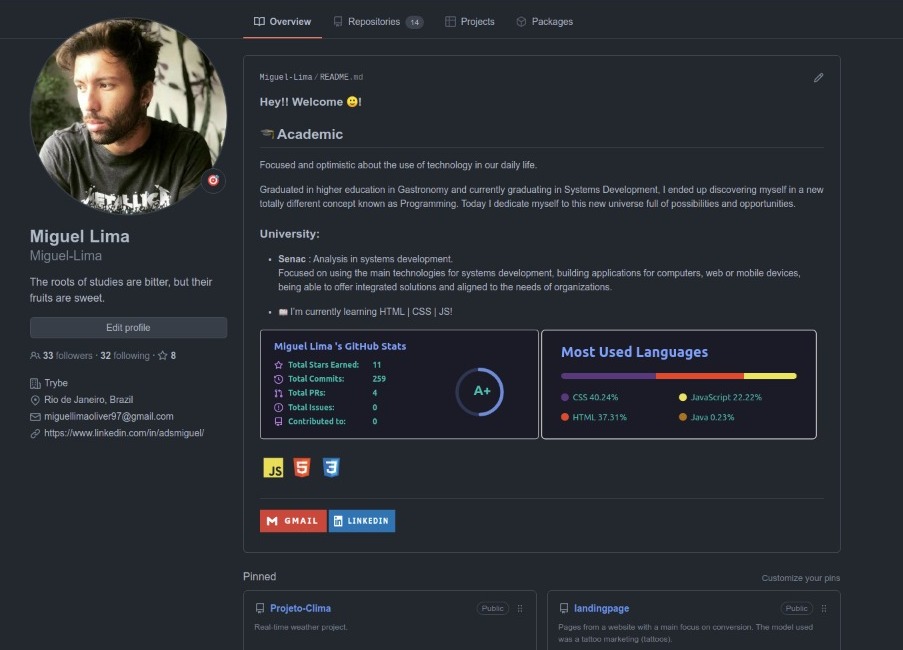 Overview
Repositories 14
Projects
Packages
METALLICA
Miguel Lima
Miguel-Lima
The roots of studies are bitter, but their
fruits are sweet.
Edit profile
33 followers · 32 following · 8
Trybe
Rio de Janeiro, Brazil
miguellimaoliver97@gmail.com
https://www.linkedin.com/in/adsmiguel/
Miguel-Lima/README.md
Hey!! Welcome 🙂!
🎓Academic
Focused and optimistic about the use of technology in our daily life.
Graduated in higher education in Gastronomy and currently graduating in Systems Development, I ended up discovering myself in a new
totally different concept known as Programming. Today I dedicate myself to this new universe full of possibilities and opportunities.
University:
• Senac : Analysis in systems development.
Focused on using the main technologies for systems development, building applications for computers, web or mobile devices,
being able to offer integrated solutions and aligned to the needs of organizations.
• 📖 I'm currently learning HTML | CSS | JS!
Miguel Lima 's GitHub Stats
Total Stars Earned: 11
Total Commits: 259
Total PRs: 4
Total Issues: 0
Contributed to: 0
A+
Most Used Languages
CSS 40.24%
JavaScript 22.22%
HTML 37.31%
Java 0.23%
JS
5
3
GMAIL
in LINKEDIN
Pinned
Customize your pins
Projeto-Clima
Public
Real-time weather project.
landingpage
Public
Pages from a website with a main focus on conversion. The model used
was a tattoo marketing (tattoos).